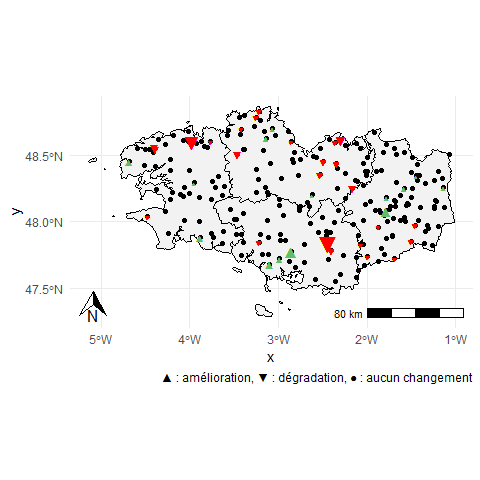 48.5°N
48.0°N
47.5°N
y
N
80 km
5°W
4°W
3°W
2°W
1°W
x
▲ : amélioration, ▼ : dégradation, ● : aucun changement